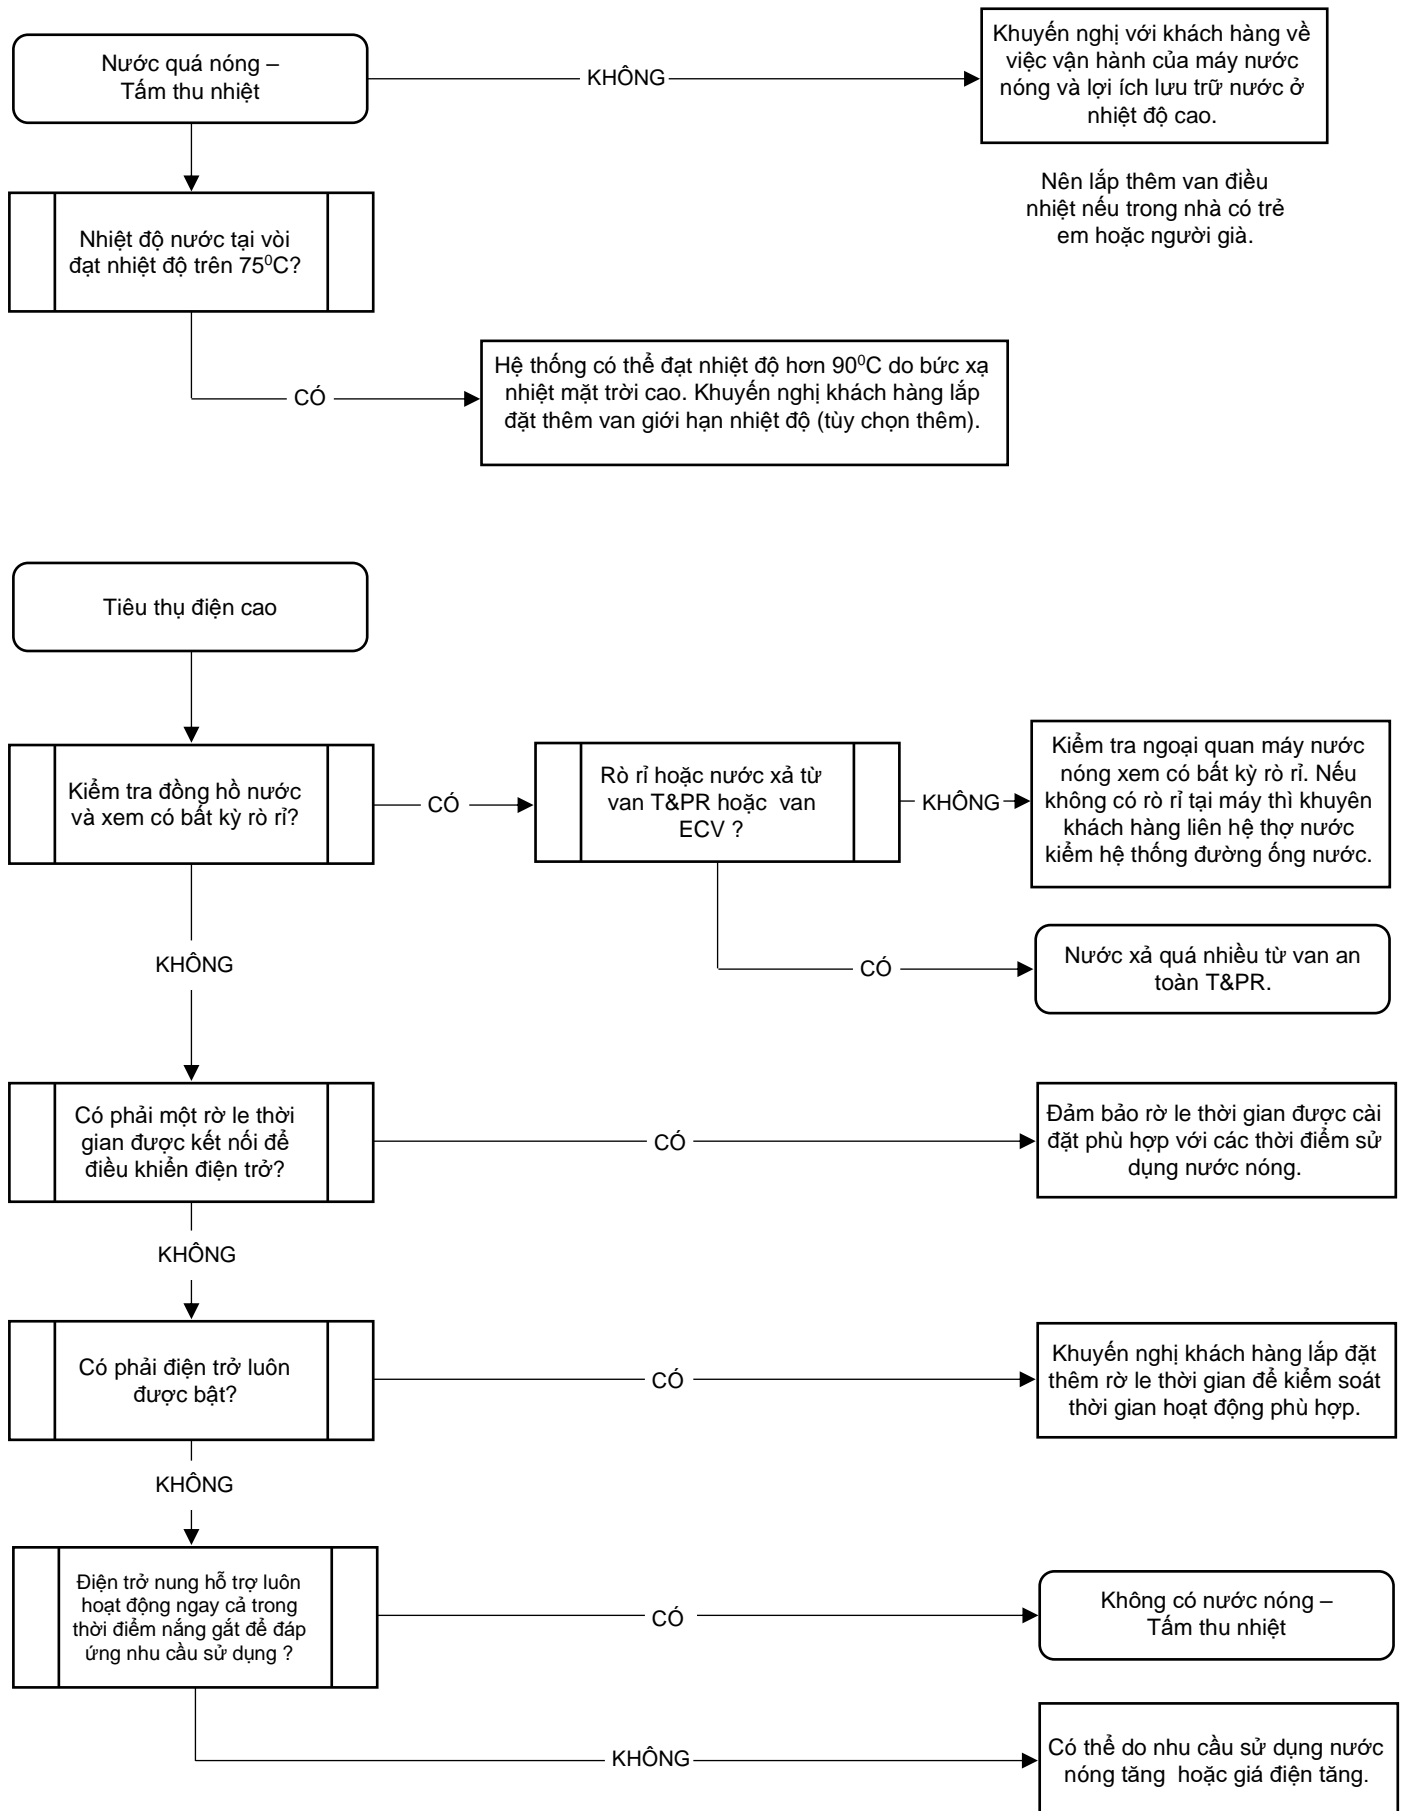 Nước quá nóng –
Tấm thu nhiệt
KHÔNG
Khuyến nghị với khách hàng về
việc vận hành của máy nước
nóng và lợi ích lưu trữ nước ở
nhiệt độ cao.
Nên lắp thêm van điều
nhiệt nếu trong nhà có trẻ
em hoặc người già.
Nhiệt độ nước tại vòi
đạt nhiệt độ trên 75⁰C?
CÓ
Hệ thống có thể đạt nhiệt độ hơn 90⁰C do bức xạ
nhiệt mặt trời cao. Khuyến nghị khách hàng lắp
đặt thêm van giới hạn nhiệt độ (tùy chọn thêm).
Tiêu thụ điện cao
Kiểm tra đồng hồ nước
và xem có bất kỳ rò rỉ?
CÓ
Rò rỉ hoặc nước xả từ
van T&PR hoặc van
ECV ?
KHÔNG
Kiểm tra ngoại quan máy nước
nóng xem có bất kỳ rò rỉ. Nếu
không có rò rỉ tại máy thì khuyên
khách hàng liên hệ thợ nước
kiểm hệ thống đường ống nước.
CÓ
Nước xả quá nhiều từ van an
toàn T&PR.
KHÔNG
Có phải một rờ le thời
gian được kết nối để
điều khiển điện trở?
CÓ
Đảm bảo rờ le thời gian được cài
đặt phù hợp với các thời điểm sử
dụng nước nóng.
KHÔNG
Có phải điện trở luôn
được bật?
CÓ
Khuyến nghị khách hàng lắp đặt
thêm rờ le thời gian để kiểm soát
thời gian hoạt động phù hợp.
KHÔNG
Điện trở nung hỗ trợ luôn
hoạt động ngay cả trong
thời điểm nắng gắt để đáp
ứng nhu cầu sử dụng ?
CÓ
Không có nước nóng –
Tấm thu nhiệt
KHÔNG
Có thể do nhu cầu sử dụng nước
nóng tăng hoặc giá điện tăng.